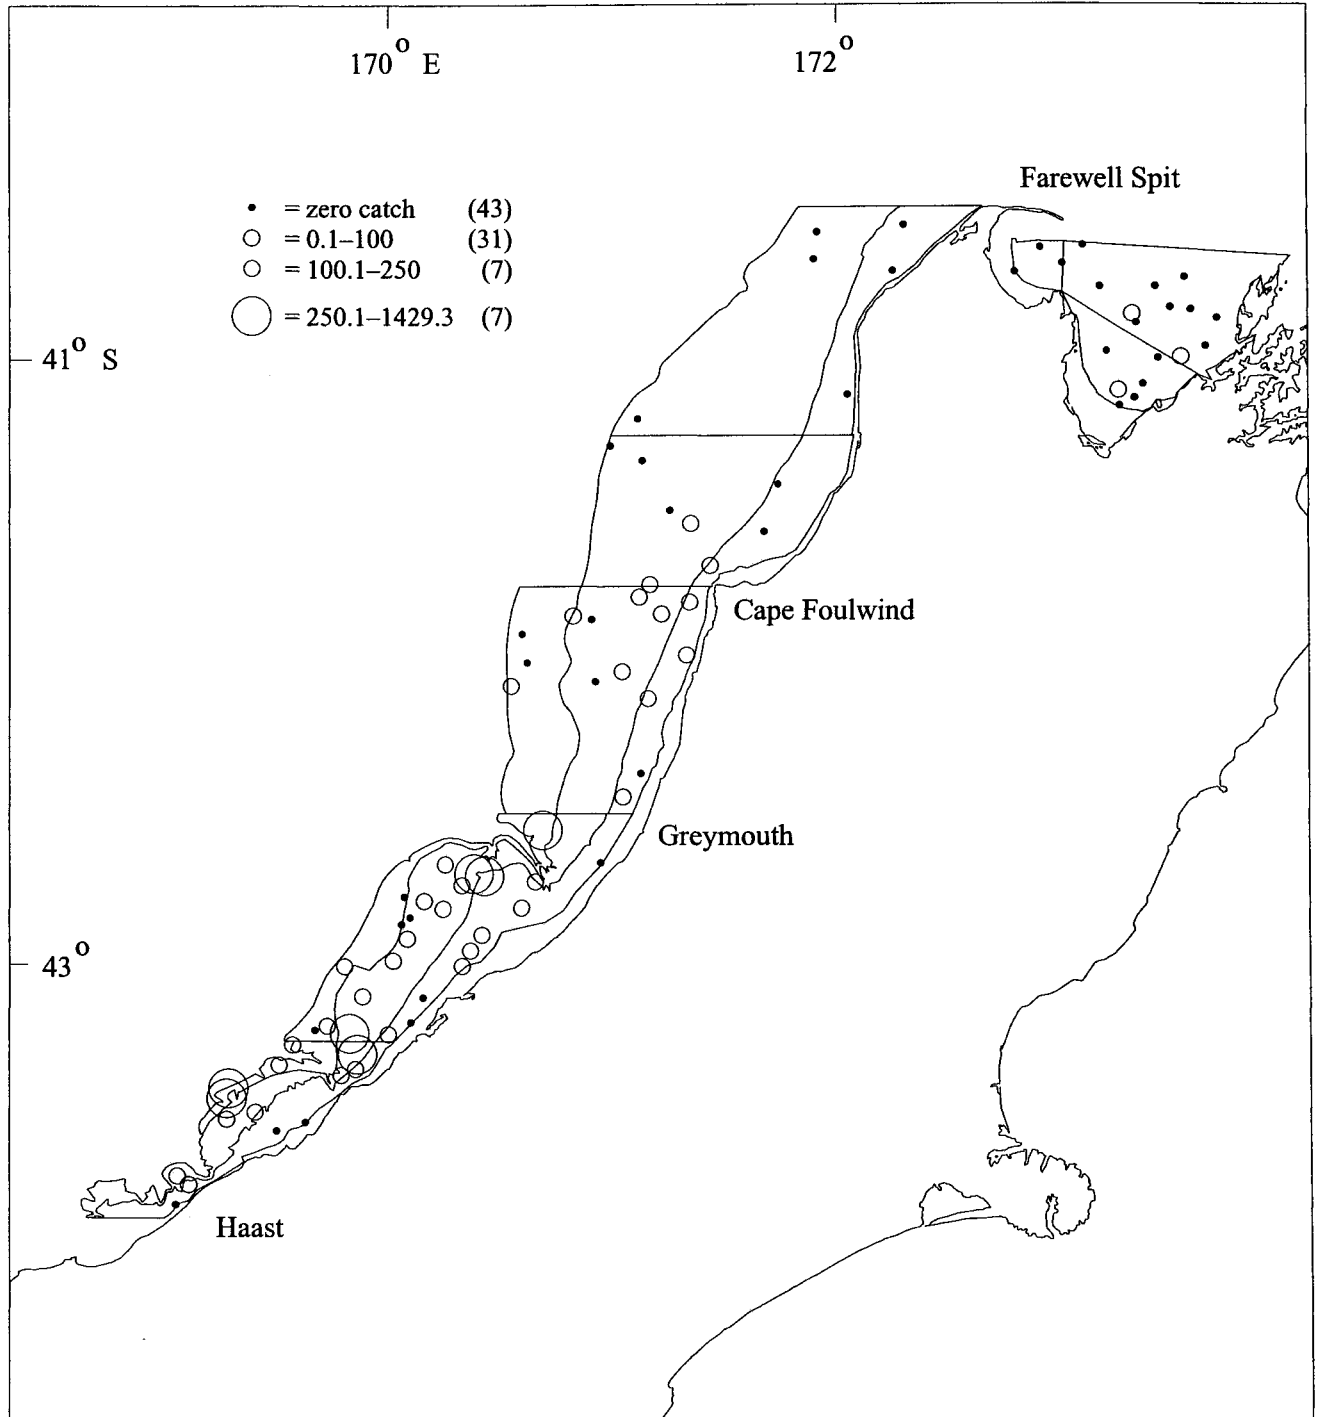 170° E
172°
Farewell Spit
= zero catch (43)
= 0.1–100 (31)
= 100.1–250 (7)
= 250.1–1429.3 (7)
41° S
Cape Foulwind
Greymouth
43°
Haast